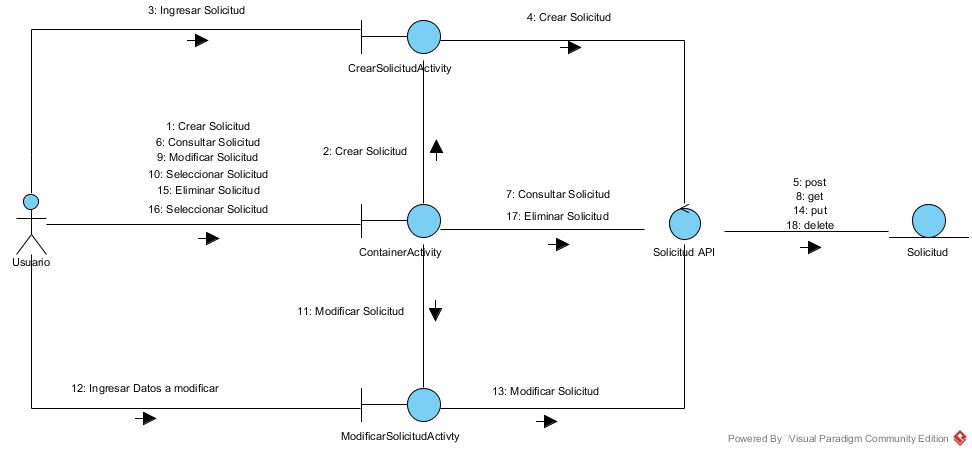 3: Ingresar Solicitud
4: Crear Solicitud
CrearSolicitudActivity
1: Crear Solicitud
6: Consultar Solicitud
9: Modificar Solicitud
10: Seleccionar Solicitud
15: Eliminar Solicitud
16: Seleccionar Solicitud
2: Crear Solicitud
7: Consultar Solicitud
17: Eliminar Solicitud
5: post
8: get
14: put
18: delete
Usuario
ContainerActivity
Solicitud API
Solicitud
11: Modificar Solicitud
12: Ingresar Datos a modificar
13: Modificar Solicitud
ModificarSolicitudActivty
Powered By Visual Paradigm Community Edition